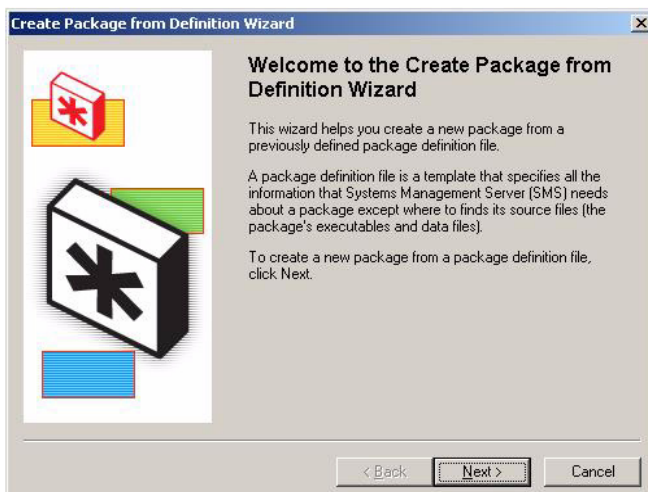 Create Package from Definition Wizard
Welcome to the Create Package from
Definition Wizard
This wizard helps you create a new package from a
previously defined package definition file.
A package definition file is a template that specifies all the
information that Systems Management Server (SMS) needs
about a package except where to finds its source files (the
package's executables and data files).
To create a new package from a package definition file,
click Next.
< Back
Next >
Cancel